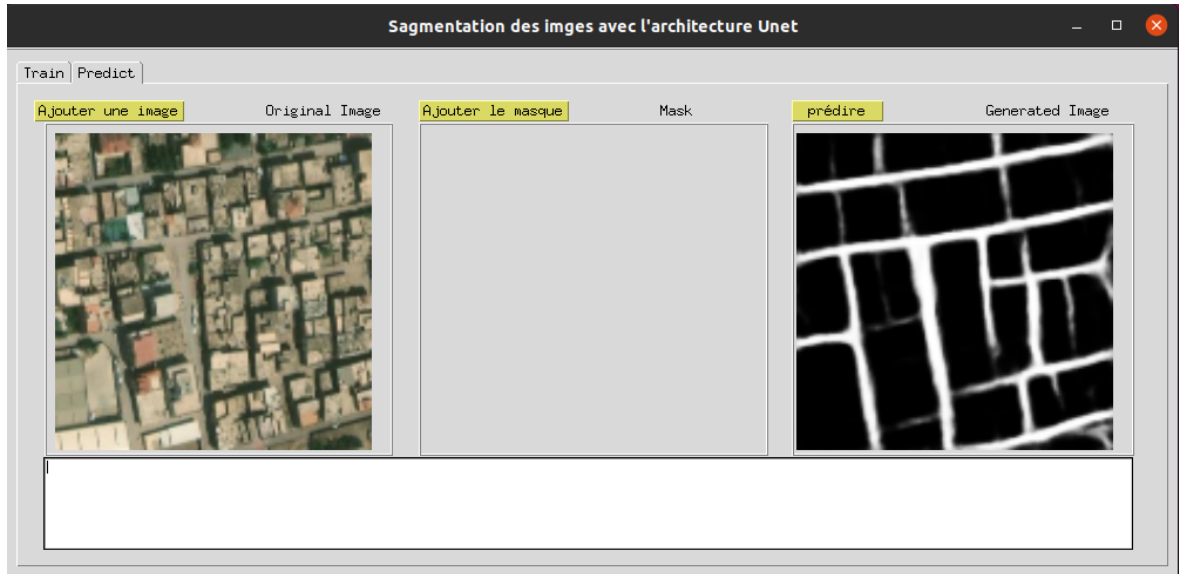 Sagmentation des imges avec l'architecture Unet
Train Predict
Ajouter une image Original Image Ajouter le masque Mask prédire Generated Image